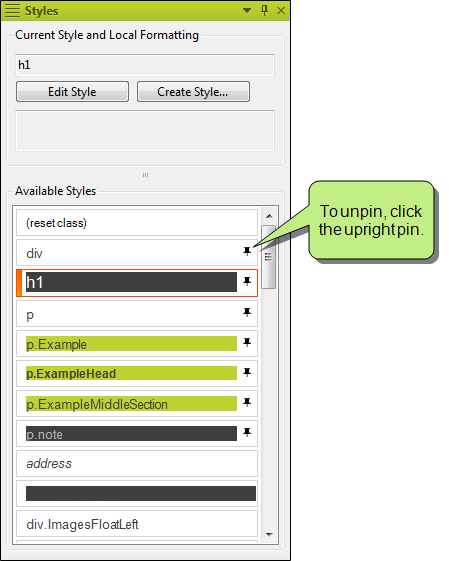 Styles
Current Style and Local Formatting
h1
Edit Style
Create Style...
Available Styles
(reset class)
div
h1
p
p.Example
p.ExampleHead
p.ExampleMiddleSection
p.note
address
div.ImagesFloatLeft
To unpin, click
the upright pin.